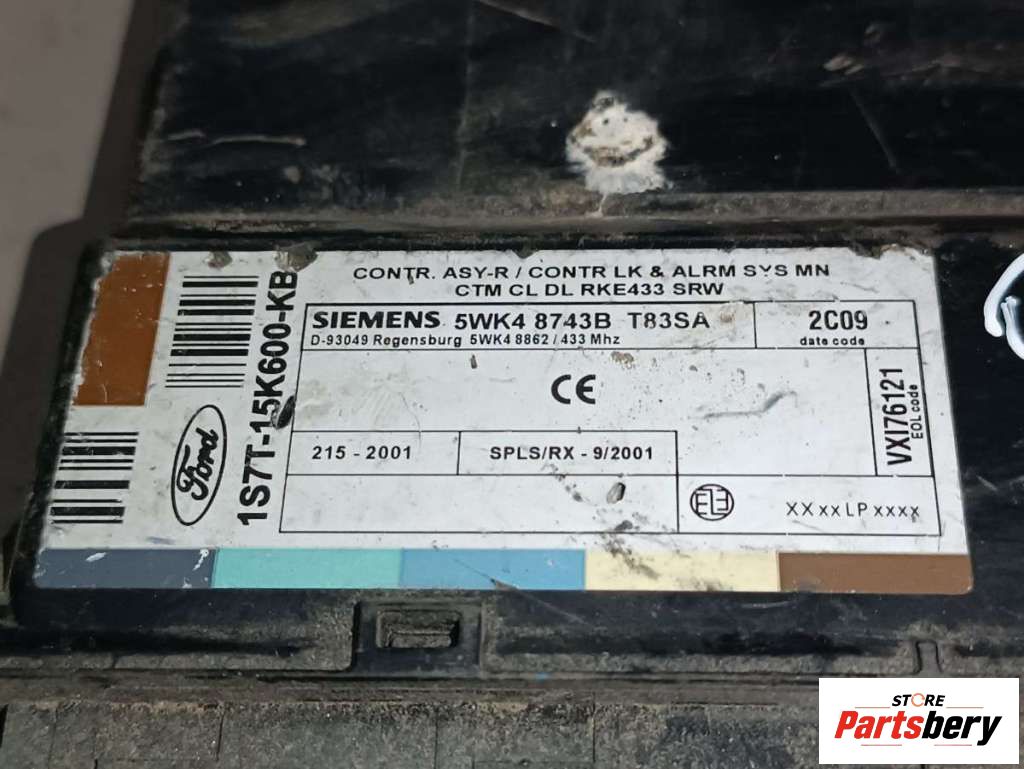 CONTR. ASY-R / CONTR LK & ALRM SYS MN
CTM CL DL RKE433 SRW
SIEMENS 5WK4 8743B T83SA
D-93049 Regensburg 5WK4 8862 / 433 Mhz
2C09
date code
CE
215 - 2001
SPLS/RX - 9/2001
VXI76121
EOL code
XX xx LP xxxx
Ford
1S7T-15K600-KB
STORE
Partsbery